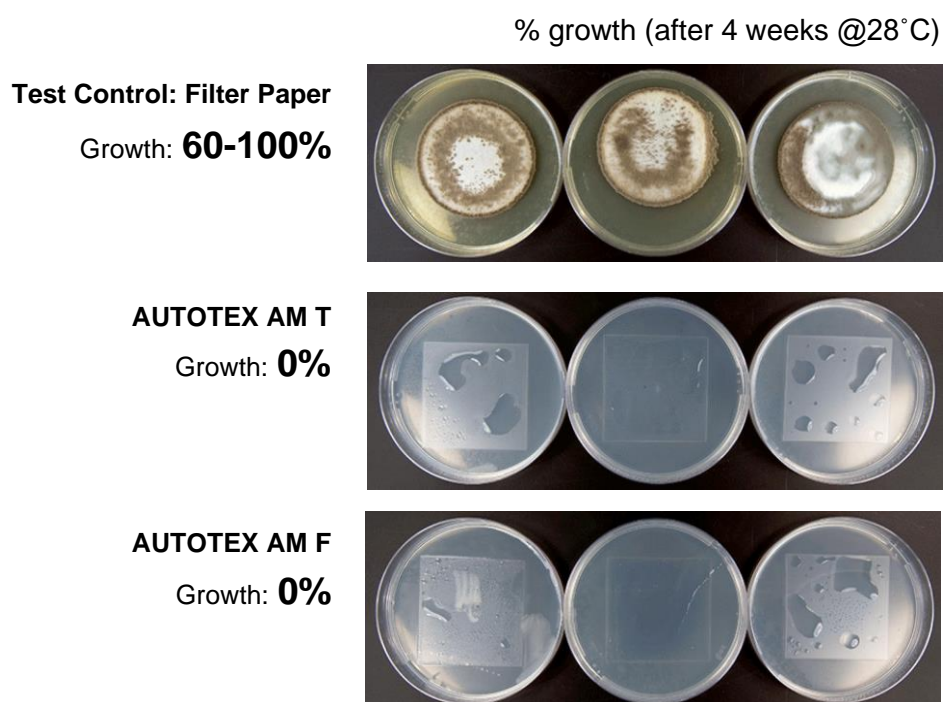 % growth (after 4 weeks @28˚C)
Test Control: Filter Paper
Growth: 60-100%
AUTOTEX AM T
Growth: 0%
AUTOTEX AM F
Growth: 0%